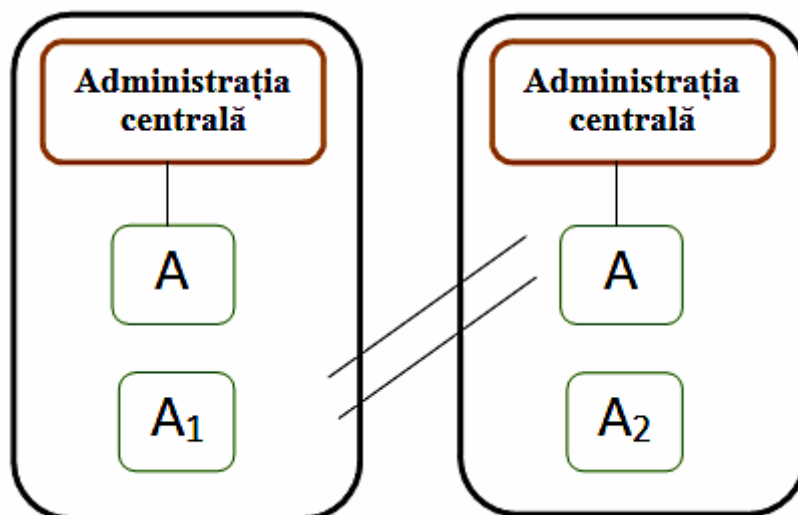 Administrația
centrală
A
A₁
Administrația
centrală
A
A₂